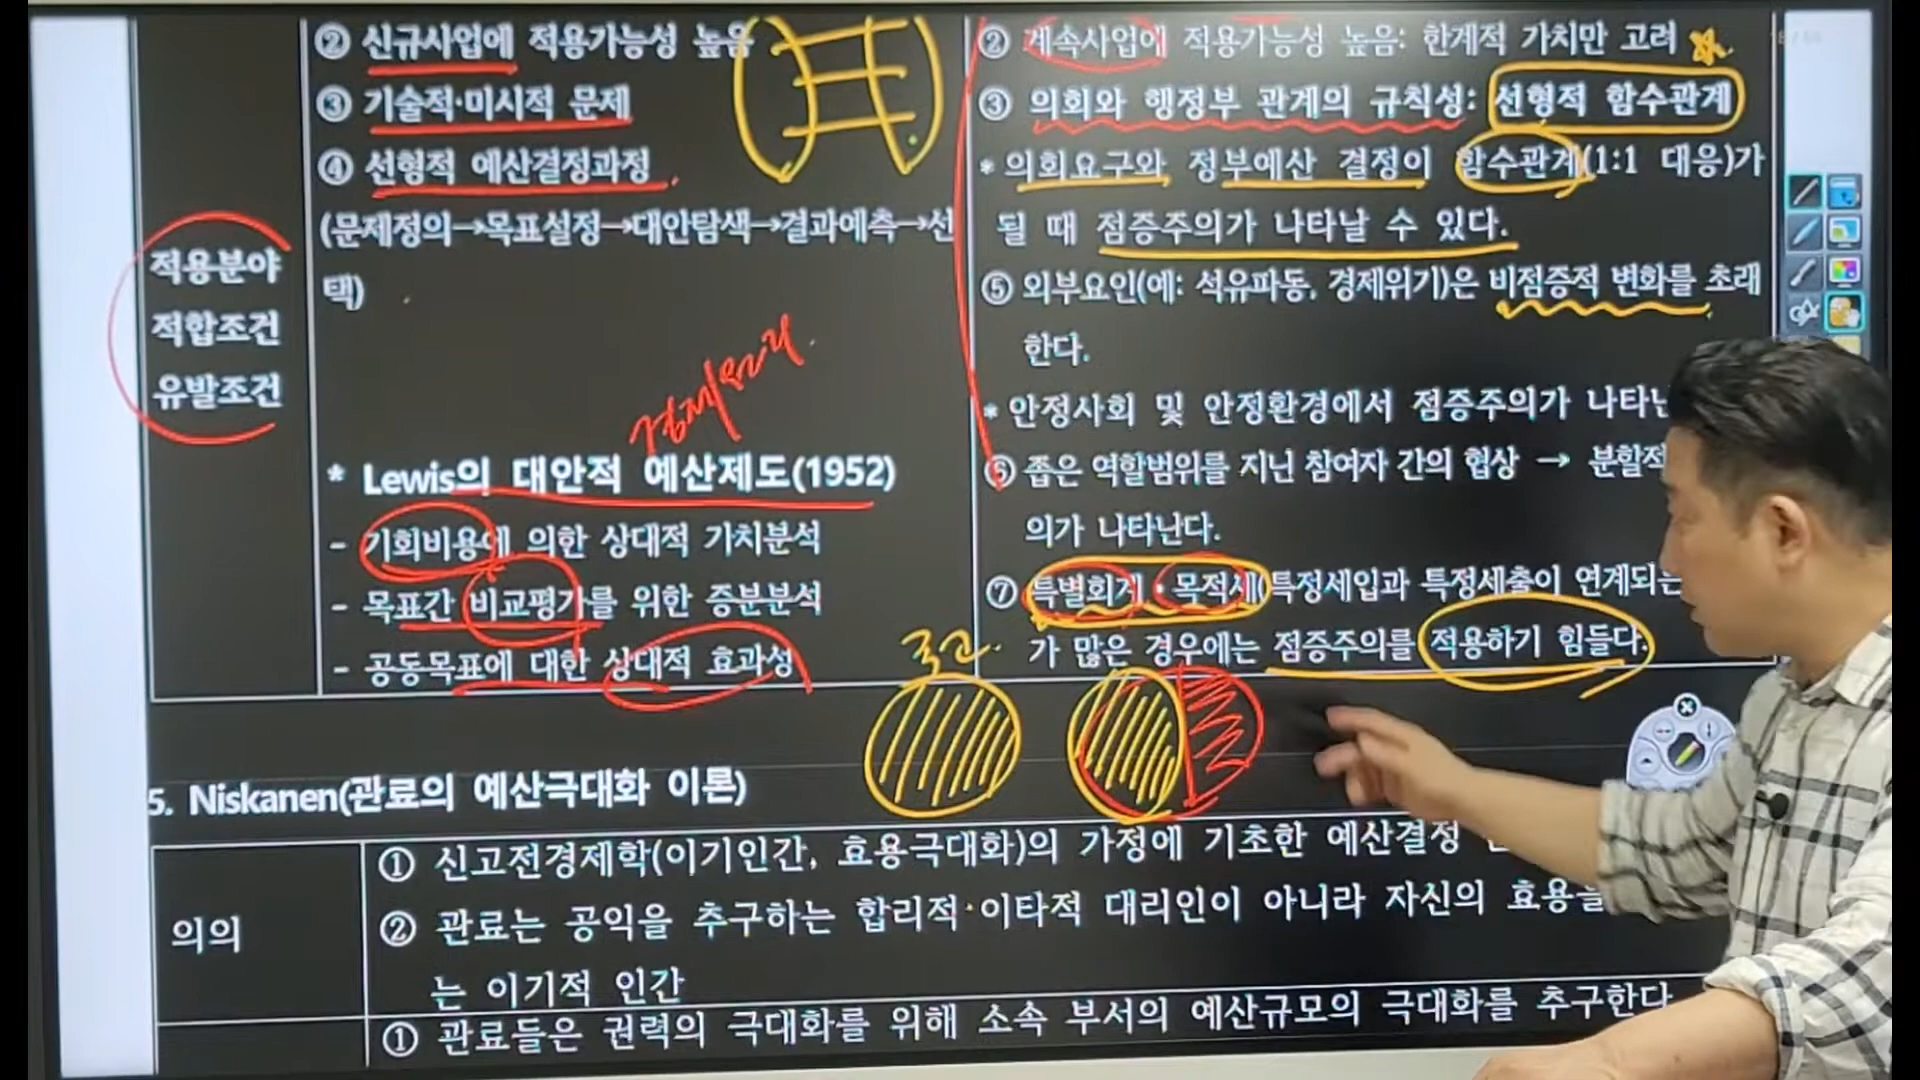 ② 신규사업에 적용가능성 높음
③ 기술적·미시적 문제
④ 선형적 예산결정과정
(문제정의→목표설정→대안탐색→결과예측→선
택)
적용분야
적합조건
유발조건
경제원리
* Lewis의 대안적 예산제도(1952)
- 기회비용에 의한 상대적 가치분석
- 목표간 비교평가를 위한 증분분석
- 공동목표에 대한 상대적 효과성
② 계속사업에 적용가능성 높음: 한계적 가치만 고려
③ 의회와 행정부 관계의 규칙성: 선형적 함수관계
* 의회요구와 정부예산 결정이 함수관계(1:1 대응)가
될 때 점증주의가 나타날 수 있다.
⑤ 외부요인(예: 석유파동, 경제위기)은 비점증적 변화를 초래
한다.
* 안정사회 및 안정환경에서 점증주의가 나타난
⑥ 좁은 역할범위를 지닌 참여자 간의 협상 → 분할적
의가 나타난다.
⑦ 특별회계·목적세(특정세입과 특정세출이 연계되는
가 많은 경우에는 점증주의를 적용하기 힘들다.
국고
5. Niskanen(관료의 예산극대화 이론)
의의
① 신고전경제학(이기인간, 효용극대화)의 가정에 기초한 예산결정
② 관료는 공익을 추구하는 합리적·이타적 대리인이 아니라 자신의 효용을
는 이기적 인간
① 관료들은 권력의 극대화를 위해 소속 부서의 예산규모의 극대화를 추구한다